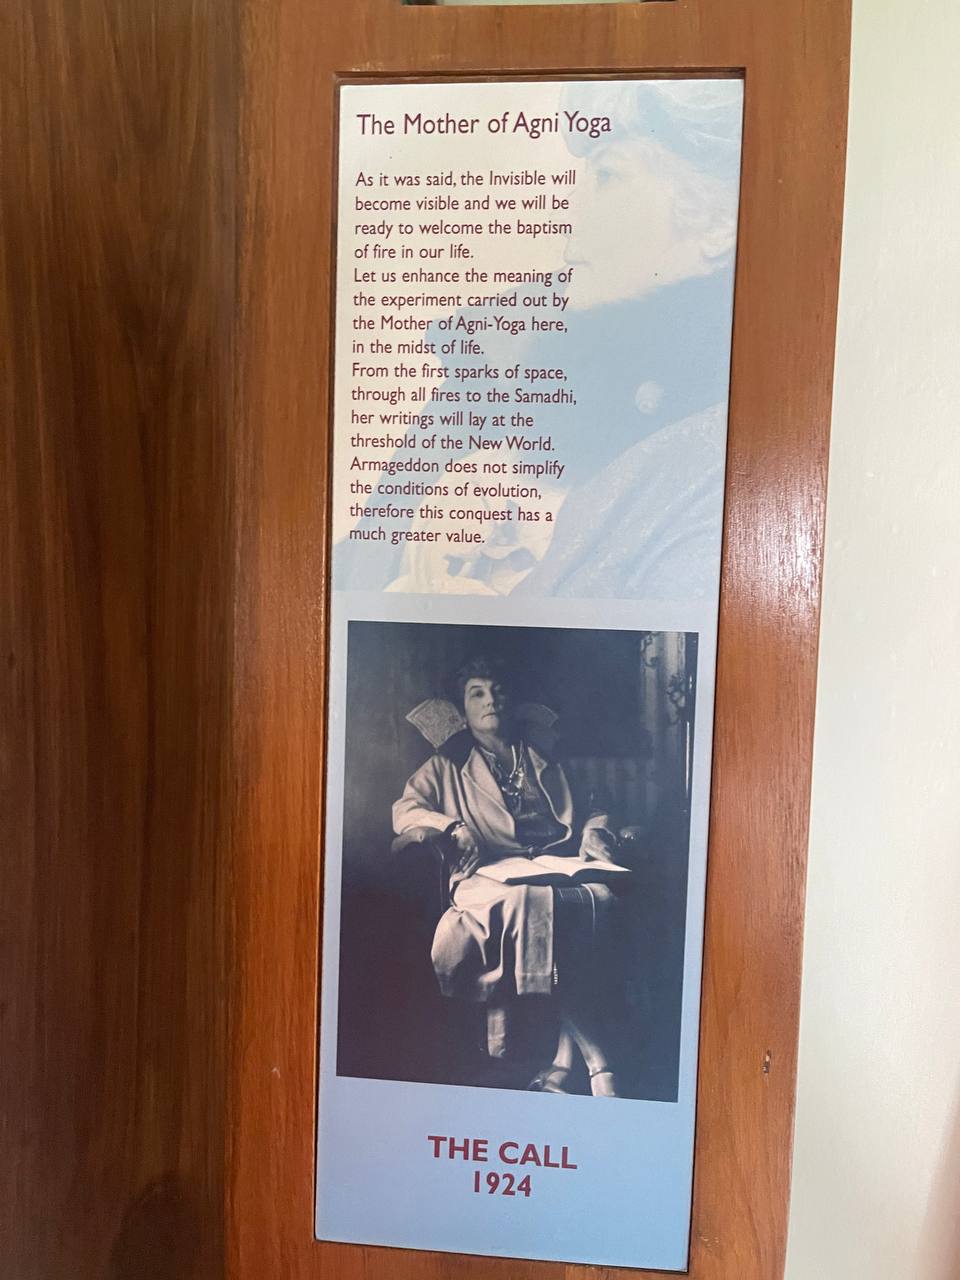 The Mother of Agni Yoga
As it was said, the Invisible will
become visible and we will be
ready to welcome the baptism
of fire in our life.
Let us enhance the meaning of
the experiment carried out by
the Mother of Agni-Yoga here,
in the midst of life.
From the first sparks of space,
through all fires to the Samadhi,
her writings will lay at the
threshold of the New World.
Armageddon does not simplify
the conditions of evolution,
therefore this conquest has a
much greater value.
THE CALL
1924